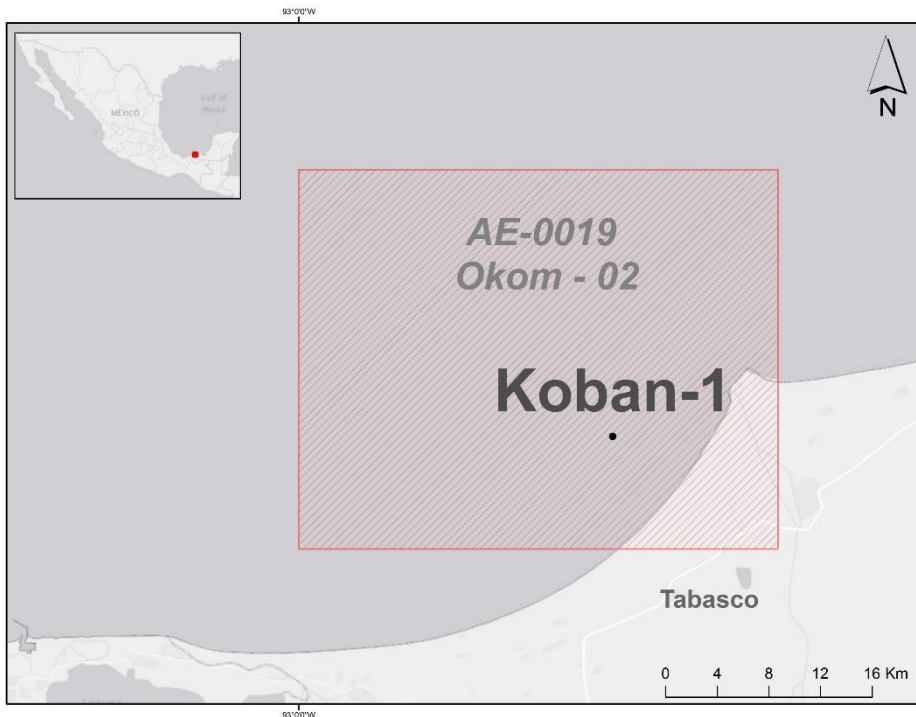 93°0'0"W
Gulf of
Mexico
MÉXICO
N
AE-0019
Okom - 02
Koban-1
Tabasco
0 4 8 12 16 Km
93°0'0"W